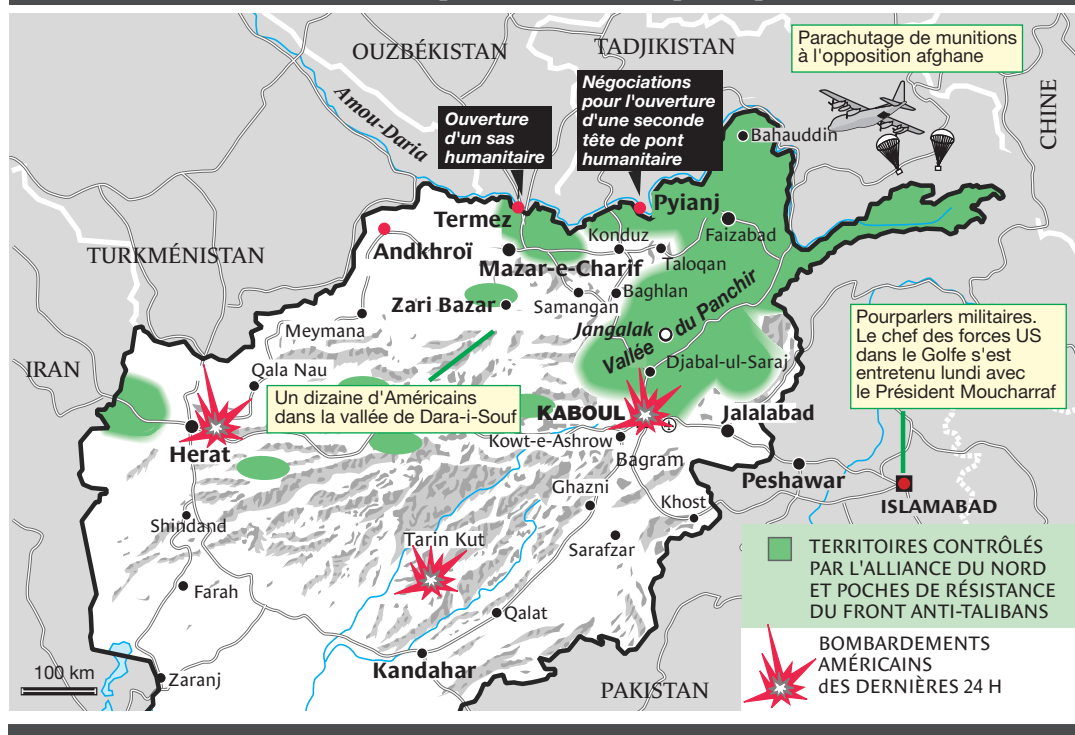 OUZBÉKISTAN
TADJIKISTAN
Parachutage de munitions
à l'opposition afghane
CHINE
Amou-Daria
Ouverture
d'un sas
humanitaire
Négociations
pour l'ouverture
d'une seconde
tête de pont
humanitaire
Bahauddin
Termez
Pyianj
Andkhroï
Konduz
Faizabad
TURKMÉNISTAN
Mazar-e-Charif
Taloqan
Zari Bazar
Samangan
Baghlan
Meymana
Jangalak
Vallée du Panchir
Pourparlers militaires.
Le chef des forces US
dans le Golfe s'est
entretenu lundi avec
le Président Moucharraf
IRAN
Qala Nau
Djabal-ul-Saraj
Un dizaine d'Américains
dans la vallée de Dara-i-Souf
KABOUL
Jalalabad
Herat
Kowt-e-Ashrow
Bagram
Peshawar
Ghazni
Khost
ISLAMABAD
Shindand
Tarin Kut
Sarafzar
TERRITOIRES CONTRÔLÉS
PAR L'ALLIANCE DU NORD
ET POCHES DE RÉSISTANCE
DU FRONT ANTI-TALIBANS
Farah
Qalat
BOMBARDEMENTS
AMÉRICAINS
dES DERNIÈRES 24 H
100 km
Zaranj
Kandahar
PAKISTAN